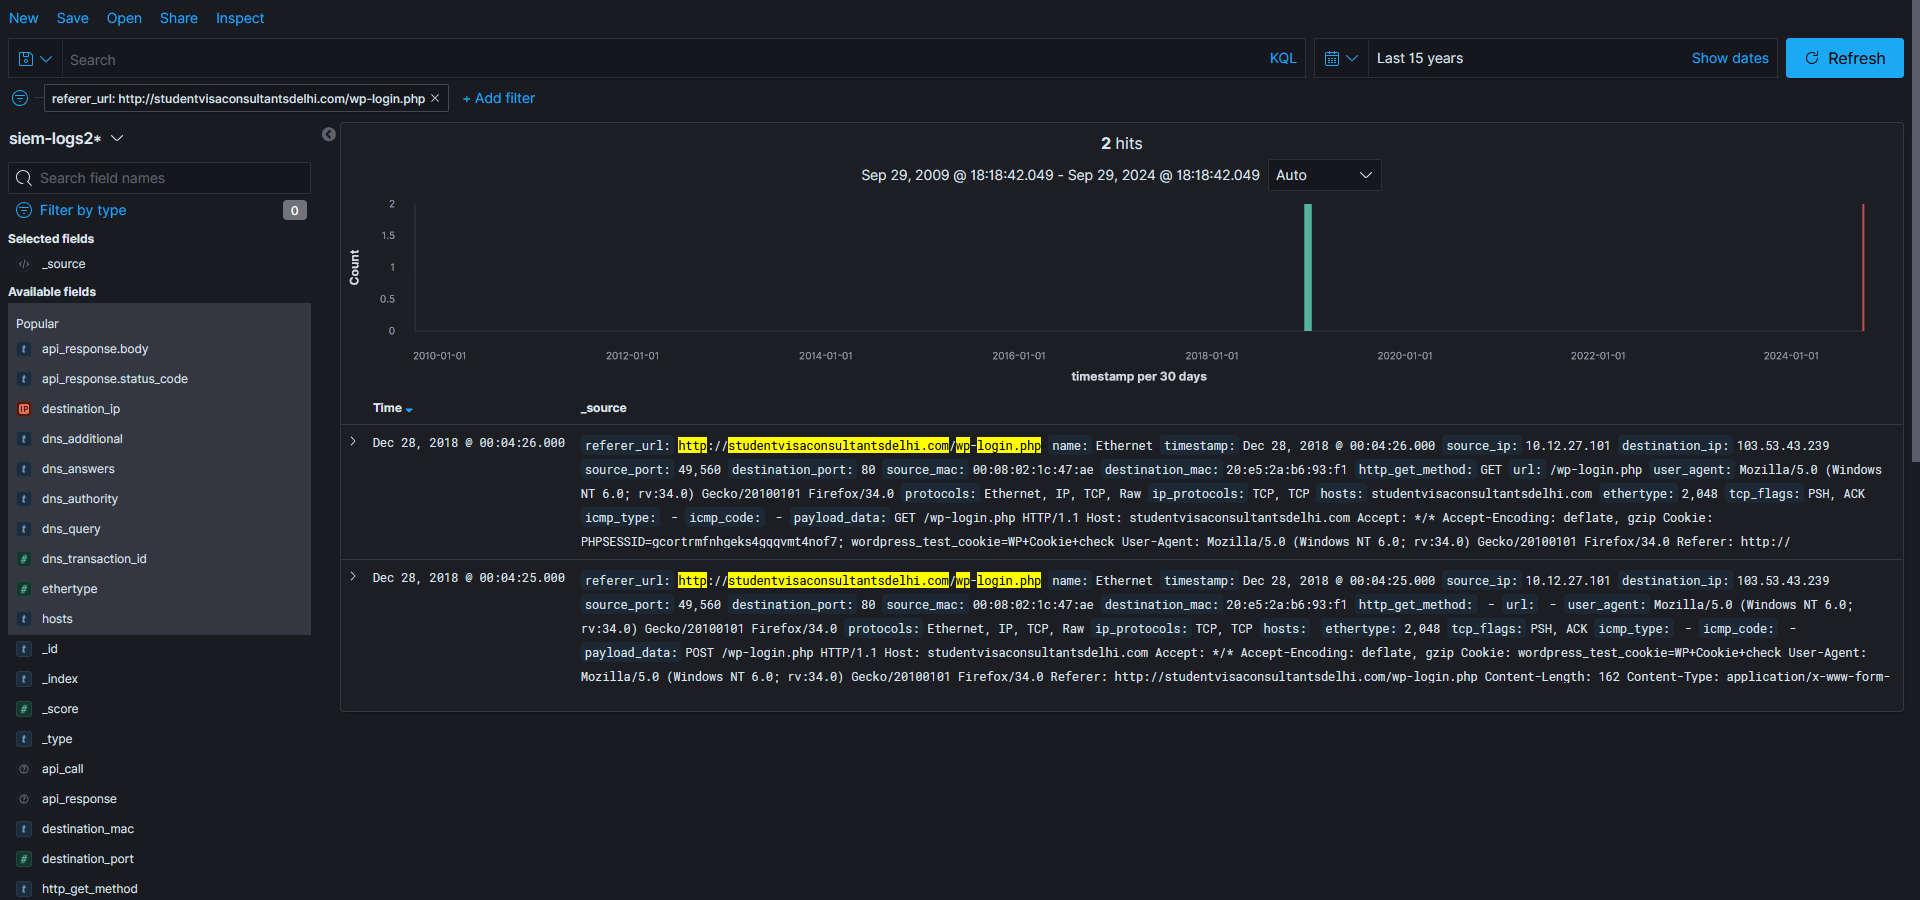 New Save Open Share Inspect
Search KQL Last 15 years Show dates Refresh
referer_url: http://studentvisaconsultantsdelhi.com/wp-login.php × + Add filter
siem-logs2*
Search field names
Filter by type 0
Selected fields
_source
Available fields
Popular
api_response.body
api_response.status_code
destination_ip
dns_additional
dns_answers
dns_authority
dns_query
dns_transaction_id
ethertype
hosts
_id
_index
_score
_type
api_call
api_response
destination_mac
destination_port
http_get_method
2 hits
Sep 29, 2009 @ 18:18:42.049 - Sep 29, 2024 @ 18:18:42.049 Auto
2
1.5
1
0.5
0
Count
2010-01-01 2012-01-01 2014-01-01 2016-01-01 2018-01-01 2020-01-01 2022-01-01 2024-01-01
timestamp per 30 days
Time _source
Dec 28, 2018 @ 00:04:26.000 referer_url: http://studentvisaconsultantsdelhi.com/wp-login.php name: Ethernet timestamp: Dec 28, 2018 @ 00:04:26.000 source_ip: 10.12.27.101 destination_ip: 103.53.43.239
source_port: 49,560 destination_port: 80 source_mac: 00:08:02:1c:47:ae destination_mac: 20:e5:2a:b6:93:f1 http_get_method: GET url: /wp-login.php user_agent: Mozilla/5.0 (Windows
NT 6.0; rv:34.0) Gecko/20100101 Firefox/34.0 protocols: Ethernet, IP, TCP, Raw ip_protocols: TCP, TCP hosts: studentvisaconsultantsdelhi.com ethertype: 2,048 tcp_flags: PSH, ACK
icmp_type: - icmp_code: - payload_data: GET /wp-login.php HTTP/1.1 Host: studentvisaconsultantsdelhi.com Accept: */* Accept-Encoding: deflate, gzip Cookie:
PHPSESSID=gcortrmfnhgeks4gqqvmt4nof7; wordpress_test_cookie=WP+Cookie+check User-Agent: Mozilla/5.0 (Windows NT 6.0; rv:34.0) Gecko/20100101 Firefox/34.0 Referer: http://
Dec 28, 2018 @ 00:04:25.000 referer_url: http://studentvisaconsultantsdelhi.com/wp-login.php name: Ethernet timestamp: Dec 28, 2018 @ 00:04:25.000 source_ip: 10.12.27.101 destination_ip: 103.53.43.239
source_port: 49,560 destination_port: 80 source_mac: 00:08:02:1c:47:ae destination_mac: 20:e5:2a:b6:93:f1 http_get_method: - url: - user_agent: Mozilla/5.0 (Windows NT 6.0;
rv:34.0) Gecko/20100101 Firefox/34.0 protocols: Ethernet, IP, TCP, Raw ip_protocols: TCP, TCP hosts: ethertype: 2,048 tcp_flags: PSH, ACK icmp_type: - icmp_code: -
payload_data: POST /wp-login.php HTTP/1.1 Host: studentvisaconsultantsdelhi.com Accept: */* Accept-Encoding: deflate, gzip Cookie: wordpress_test_cookie=WP+Cookie+check User-Agent:
Mozilla/5.0 (Windows NT 6.0; rv:34.0) Gecko/20100101 Firefox/34.0 Referer: http://studentvisaconsultantsdelhi.com/wp-login.php Content-Length: 162 Content-Type: application/x-www-form-